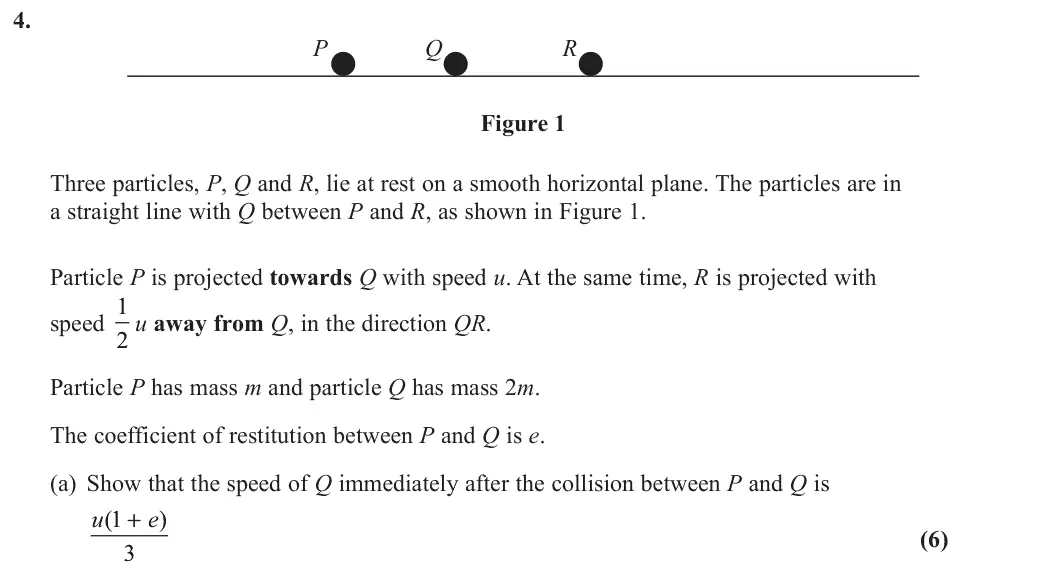 4.
P Q R
Figure 1
Three particles, P, Q and R, lie at rest on a smooth horizontal plane. The particles are in
a straight line with Q between P and R, as shown in Figure 1.
Particle P is projected towards Q with speed u. At the same time, R is projected with
speed 1/2 u away from Q, in the direction QR.
Particle P has mass m and particle Q has mass 2m.
The coefficient of restitution between P and Q is e.
(a) Show that the speed of Q immediately after the collision between P and Q is
u(1 + e)/3
(6)